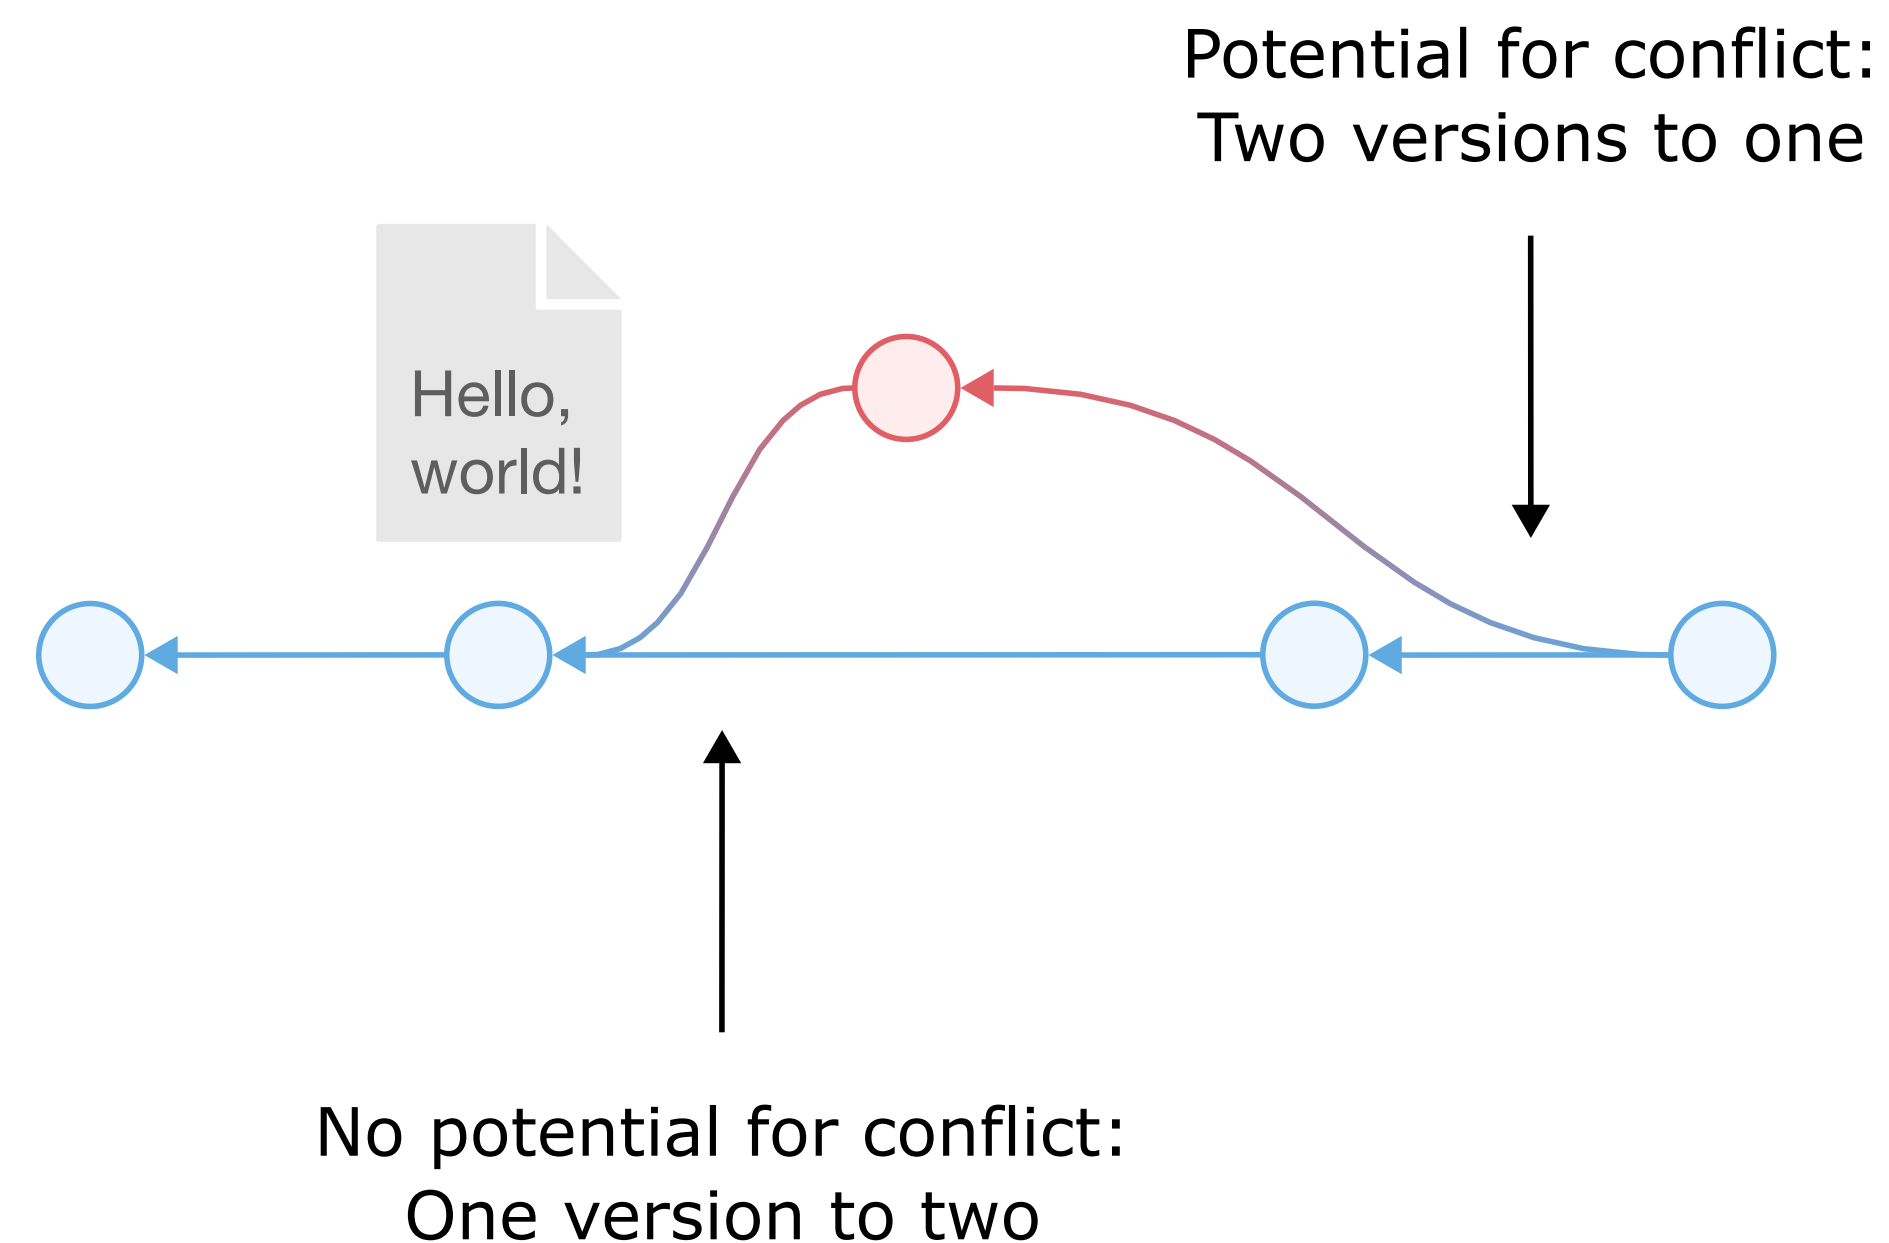 Potential for conflict:
Two versions to one
Hello,
world!
No potential for conflict:
One version to two